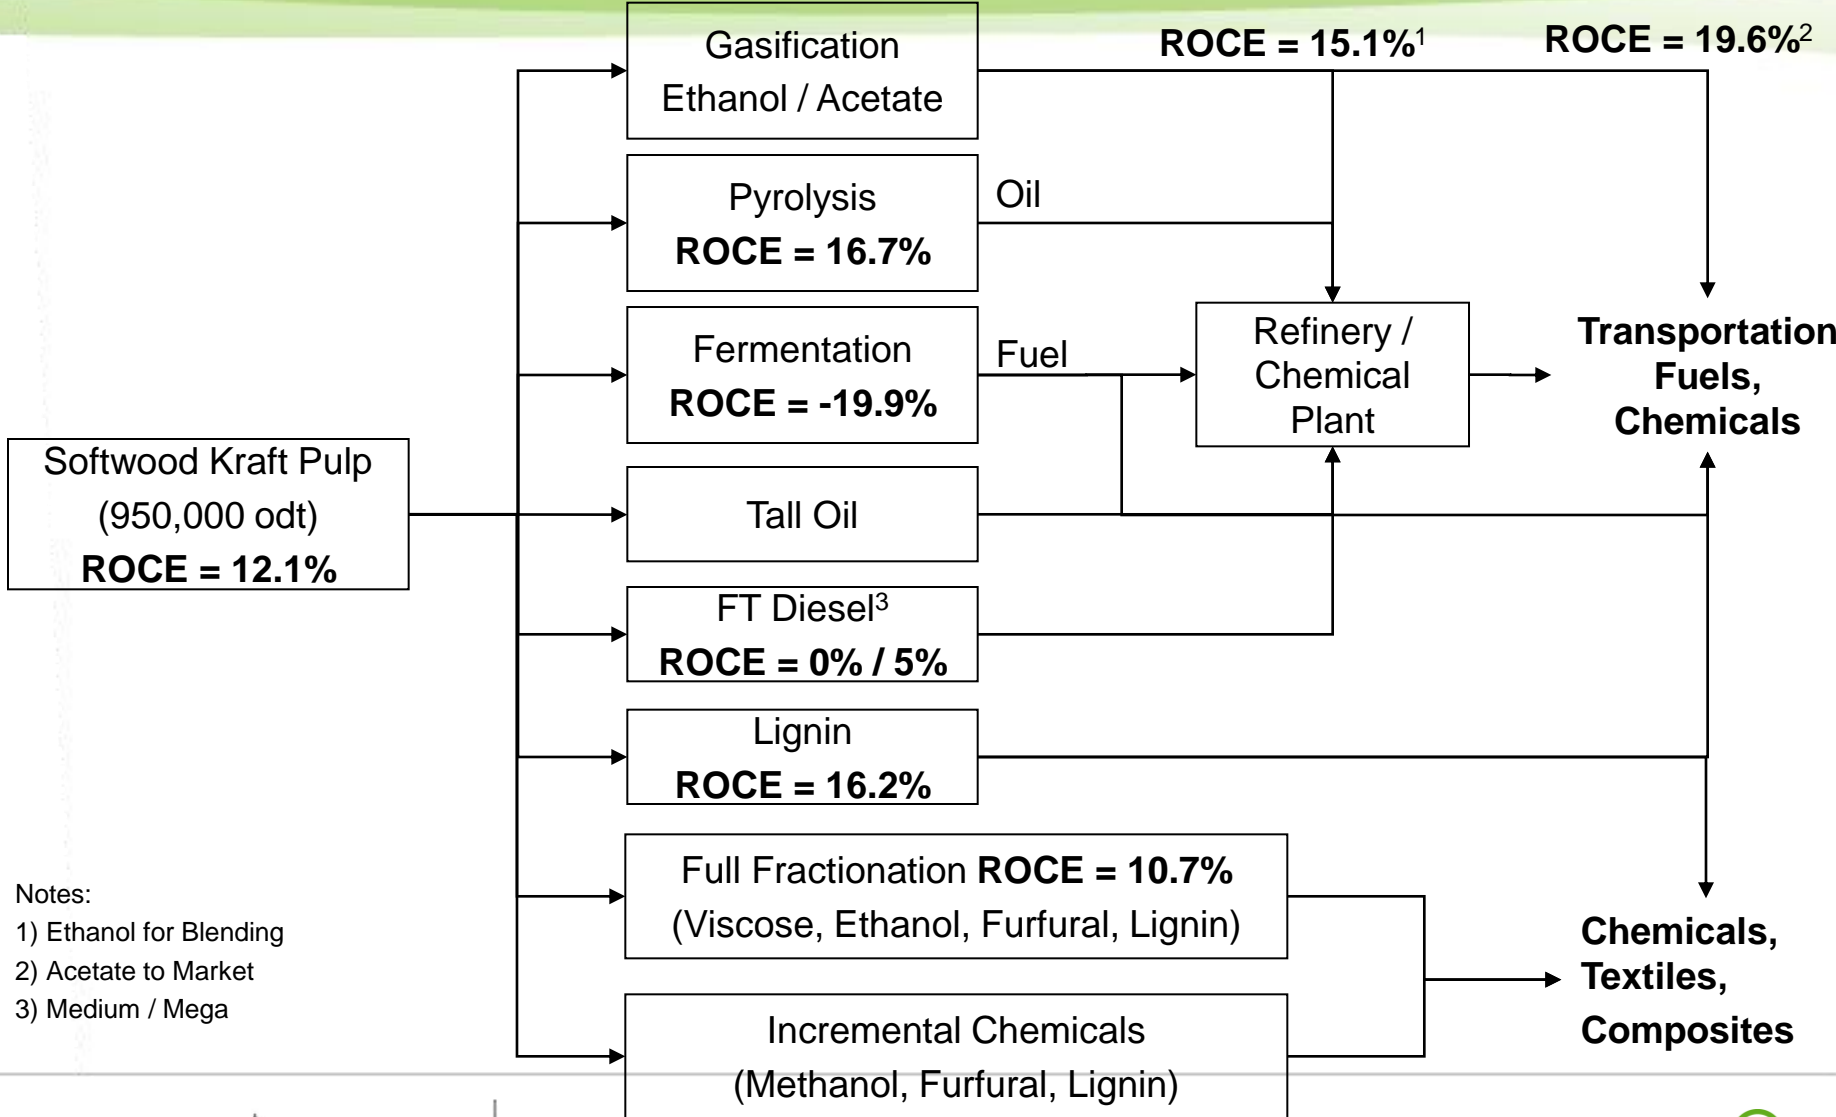 Gasification
Ethanol / Acetate
ROCE = 15.1%¹
ROCE = 19.6%²
Pyrolysis
ROCE = 16.7%
Oil
Fermentation
ROCE = -19.9%
Fuel
Refinery /
Chemical
Plant
Transportation
Fuels,
Chemicals
Softwood Kraft Pulp
(950,000 odt)
ROCE = 12.1%
Tall Oil
FT Diesel³
ROCE = 0% / 5%
Lignin
ROCE = 16.2%
Full Fractionation ROCE = 10.7%
(Viscose, Ethanol, Furfural, Lignin)
Incremental Chemicals
(Methanol, Furfural, Lignin)
Chemicals,
Textiles,
Composites
Notes:
1) Ethanol for Blending
2) Acetate to Market
3) Medium / Mega